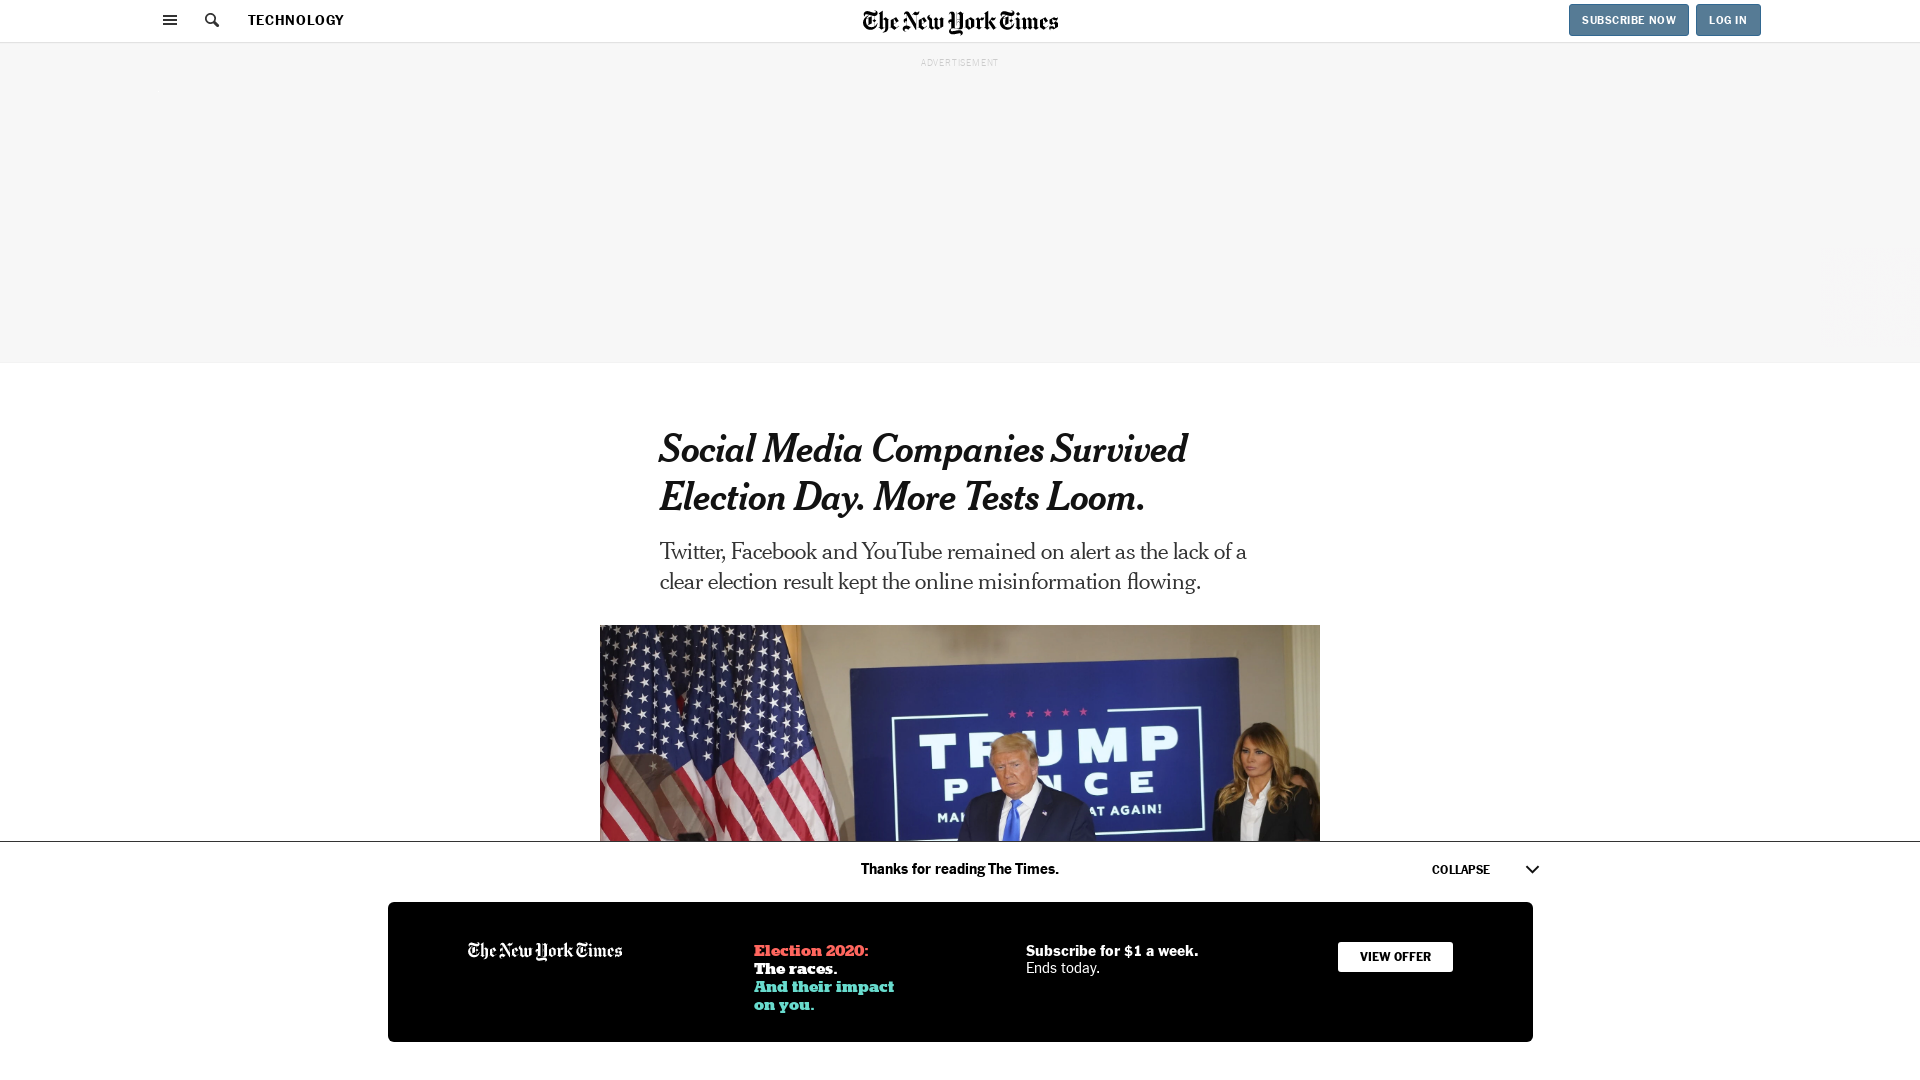 TECHNOLOGY
The New York Times
SUBSCRIBE NOW
LOG IN
ADVERTISEMENT
Social Media Companies Survived
Election Day. More Tests Loom.
Twitter, Facebook and YouTube remained on alert as the lack of a
clear election result kept the online misinformation flowing.
TRUMP
P NCE
MA AT AGAIN!
Thanks for reading The Times.
COLLAPSE
The New York Times
Election 2020:
The races.
And their impact
on you.
Subscribe for $1 a week.
Ends today.
VIEW OFFER